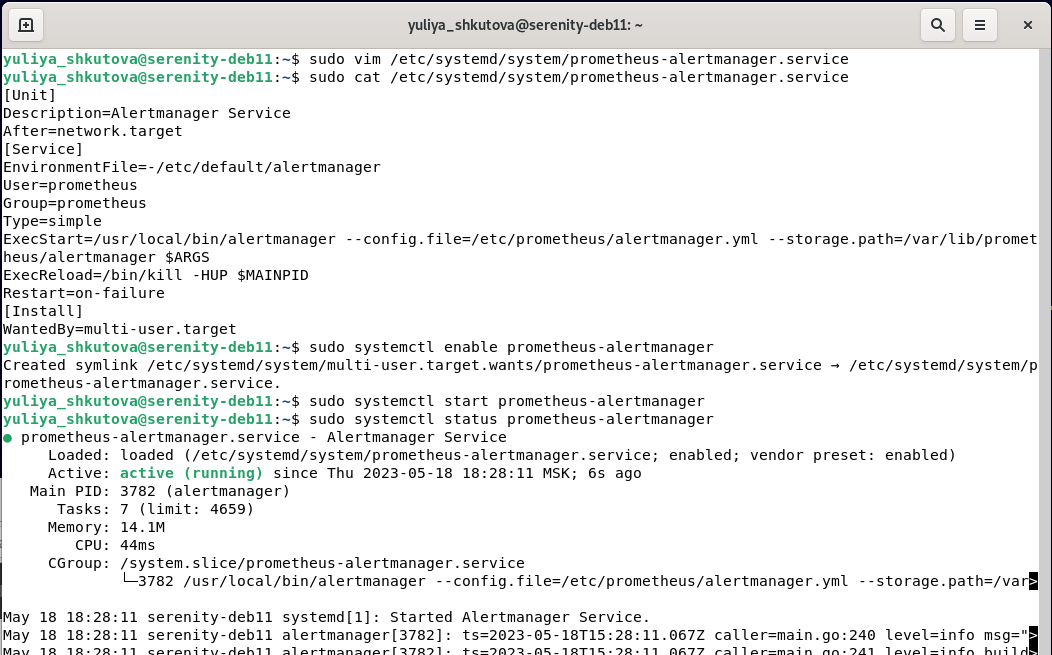 yuliya_shkutova@serenity-deb11: ~
yuliya_shkutova@serenity-deb11:~$ sudo vim /etc/systemd/system/prometheus-alertmanager.service
yuliya_shkutova@serenity-deb11:~$ sudo cat /etc/systemd/system/prometheus-alertmanager.service
[Unit]
Description=Alertmanager Service
After=network.target
[Service]
EnvironmentFile=-/etc/default/alertmanager
User=prometheus
Group=prometheus
Type=simple
ExecStart=/usr/local/bin/alertmanager --config.file=/etc/prometheus/alertmanager.yml --storage.path=/var/lib/promet
heus/alertmanager $ARGS
ExecReload=/bin/kill -HUP $MAINPID
Restart=on-failure
[Install]
WantedBy=multi-user.target
yuliya_shkutova@serenity-deb11:~$ sudo systemctl enable prometheus-alertmanager
Created symlink /etc/systemd/system/multi-user.target.wants/prometheus-alertmanager.service → /etc/systemd/system/p
rometheus-alertmanager.service.
yuliya_shkutova@serenity-deb11:~$ sudo systemctl start prometheus-alertmanager
yuliya_shkutova@serenity-deb11:~$ sudo systemctl status prometheus-alertmanager
● prometheus-alertmanager.service - Alertmanager Service
     Loaded: loaded (/etc/systemd/system/prometheus-alertmanager.service; enabled; vendor preset: enabled)
     Active: active (running) since Thu 2023-05-18 18:28:11 MSK; 6s ago
   Main PID: 3782 (alertmanager)
      Tasks: 7 (limit: 4659)
     Memory: 14.1M
        CPU: 44ms
     CGroup: /system.slice/prometheus-alertmanager.service
             └─3782 /usr/local/bin/alertmanager --config.file=/etc/prometheus/alertmanager.yml --storage.path=/var>
May 18 18:28:11 serenity-deb11 systemd[1]: Started Alertmanager Service.
May 18 18:28:11 serenity-deb11 alertmanager[3782]: ts=2023-05-18T15:28:11.067Z caller=main.go:240 level=info msg=">
May 18 18:28:11 serenity-deb11 alertmanager[3782]: ts=2023-05-18T15:28:11.067Z caller=main.go:241 level=info build>